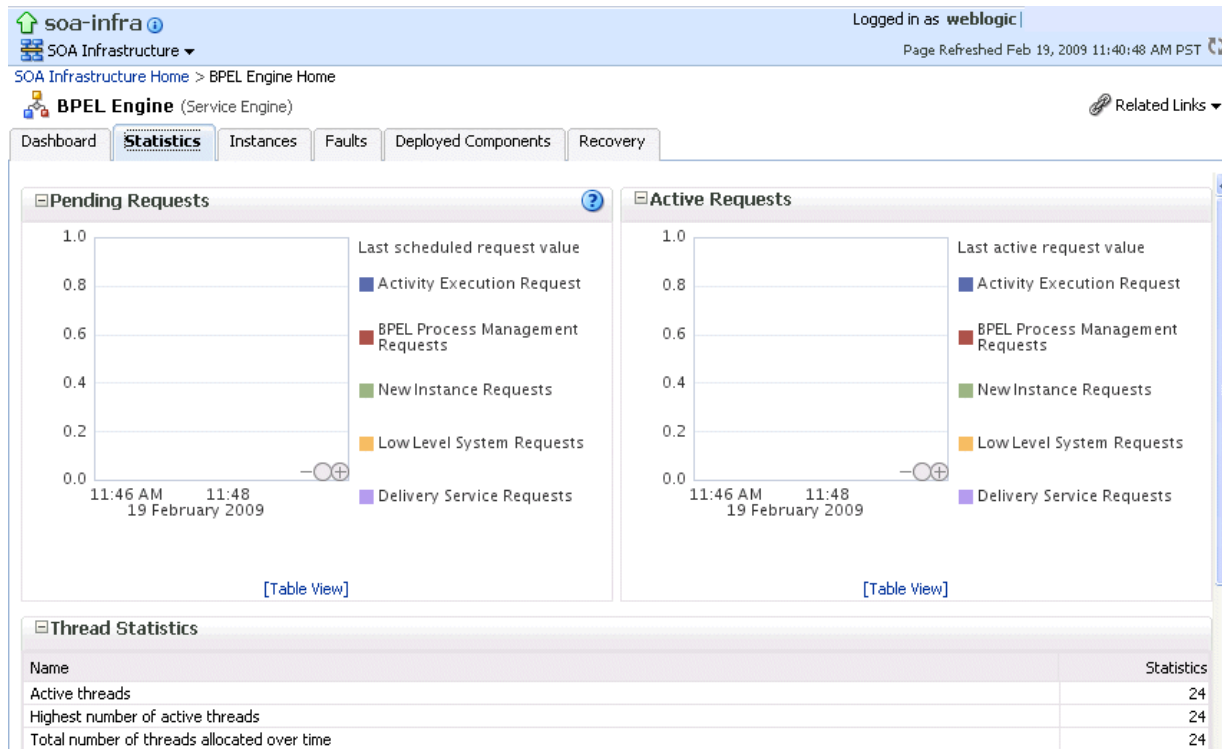 soa-infra
Logged in as weblogic
SOA Infrastructure
Page Refreshed Feb 19, 2009 11:40:48 AM PST
SOA Infrastructure Home > BPEL Engine Home
BPEL Engine (Service Engine)
Related Links
Dashboard Statistics Instances Faults Deployed Components Recovery
Pending Requests
1.0
0.8
0.6
0.4
0.2
0.0
11:46 AM 11:48
19 February 2009
Last scheduled request value
Activity Execution Request
BPEL Process Management
Requests
New Instance Requests
Low Level System Requests
Delivery Service Requests
[Table View]
Active Requests
1.0
0.8
0.6
0.4
0.2
0.0
11:46 AM 11:48
19 February 2009
Last active request value
Activity Execution Request
BPEL Process Management
Requests
New Instance Requests
Low Level System Requests
Delivery Service Requests
[Table View]
Thread Statistics
Name Statistics
Active threads 24
Highest number of active threads 24
Total number of threads allocated over time 24